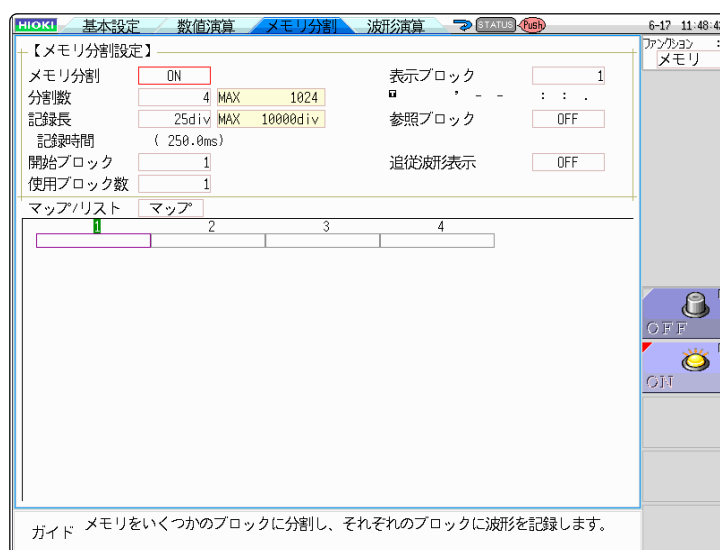 HIOKI 基本設定 数値演算 メモリ分割 波形演算 STATUS Push 6-17 11:48:4
ファンクション :
メモリ
【メモリ分割設定】
メモリ分割 ON 表示ブロック 1
分割数 4 MAX 1024 T ' - - : : .
記録長 25div MAX 10000div 参照ブロック OFF
記録時間 ( 250.0ms)
開始ブロック 1 追従波形表示 OFF
使用ブロック数 1
マップ/リスト マップ
1 2 3 4
OFF
ON
ガイド メモリをいくつかのブロックに分割し、それぞれのブロックに波形を記録します。